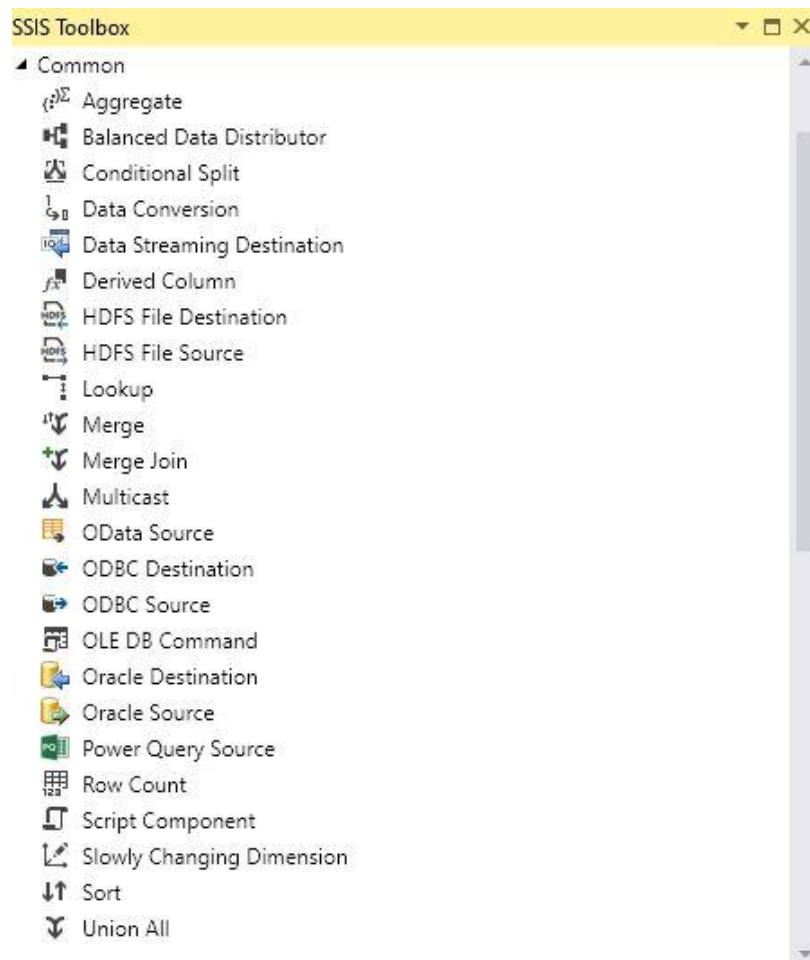 SSIS Toolbox
Common
Aggregate
Balanced Data Distributor
Conditional Split
Data Conversion
Data Streaming Destination
Derived Column
HDFS File Destination
HDFS File Source
Lookup
Merge
Merge Join
Multicast
OData Source
ODBC Destination
ODBC Source
OLE DB Command
Oracle Destination
Oracle Source
Power Query Source
Row Count
Script Component
Slowly Changing Dimension
Sort
Union All